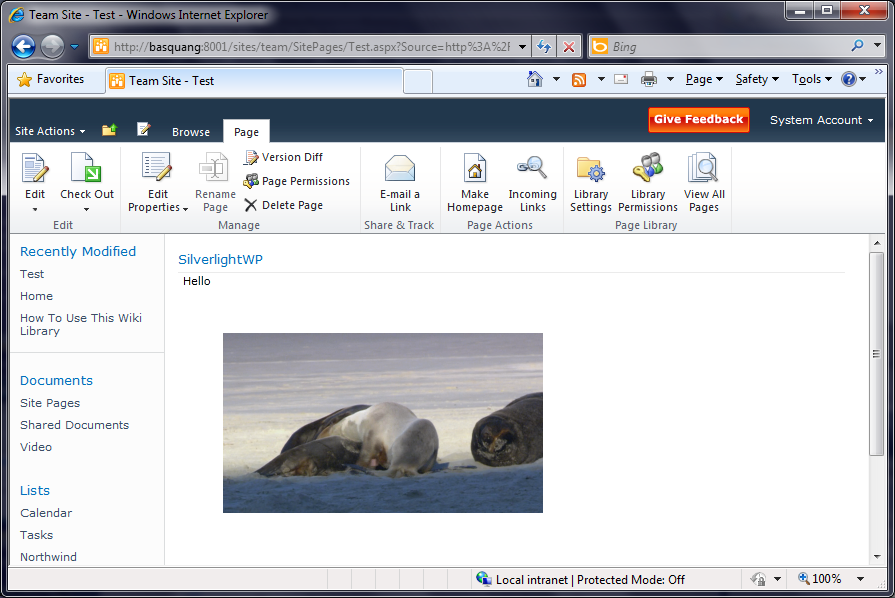 Team Site - Test - Windows Internet Explorer
http://basquang:8001/sites/team/SitePages/Test.aspx?Source=http%3A%2F
Bing
Favorites
Team Site - Test
Page
Safety
Tools
Site Actions
Browse
Page
Give Feedback
System Account
Edit
Check Out
Edit
Properties
Rename
Page
Version Diff
Page Permissions
Delete Page
E-mail a
Link
Make
Homepage
Incoming
Links
Library
Settings
Library
Permissions
View All
Pages
Edit
Manage
Share & Track
Page Actions
Page Library
Recently Modified
Test
Home
How To Use This Wiki
Library
Documents
Site Pages
Shared Documents
Video
Lists
Calendar
Tasks
Northwind
SilverlightWP
Hello
Local intranet | Protected Mode: Off
100%